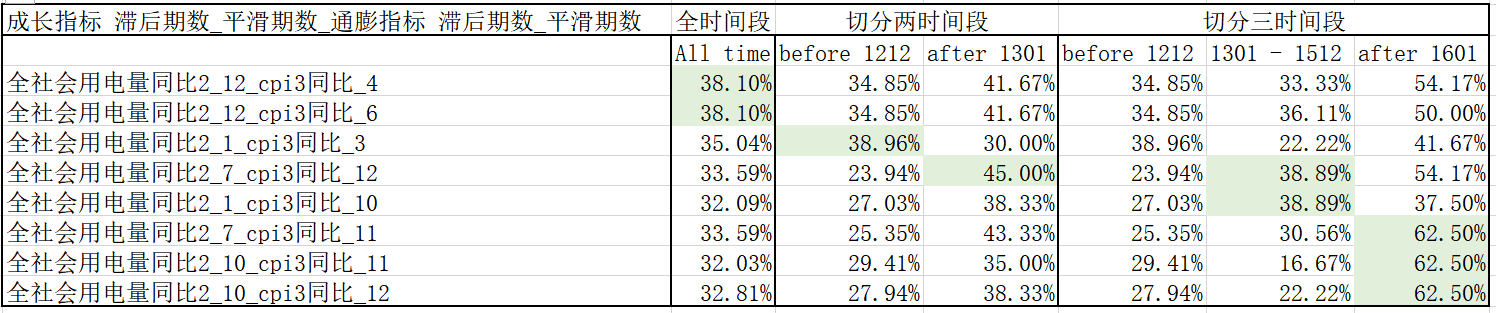 成长指标 滞后期数_平滑期数_通膨指标 滞后期数_平滑期数 全时间段 切分两时间段 切分三时间段
All time before 1212 after 1301 before 1212 1301 - 1512 after 1601
全社会用电量同比2_12_cpi3同比_4 38.10% 34.85% 41.67% 34.85% 33.33% 54.17%
全社会用电量同比2_12_cpi3同比_6 38.10% 34.85% 41.67% 34.85% 36.11% 50.00%
全社会用电量同比2_1_cpi3同比_3 35.04% 38.96% 30.00% 38.96% 22.22% 41.67%
全社会用电量同比2_7_cpi3同比_12 33.59% 23.94% 45.00% 23.94% 38.89% 54.17%
全社会用电量同比2_1_cpi3同比_10 32.09% 27.03% 38.33% 27.03% 38.89% 37.50%
全社会用电量同比2_7_cpi3同比_11 33.59% 25.35% 43.33% 25.35% 30.56% 62.50%
全社会用电量同比2_10_cpi3同比_11 32.03% 29.41% 35.00% 29.41% 16.67% 62.50%
全社会用电量同比2_10_cpi3同比_12 32.81% 27.94% 38.33% 27.94% 22.22% 62.50%